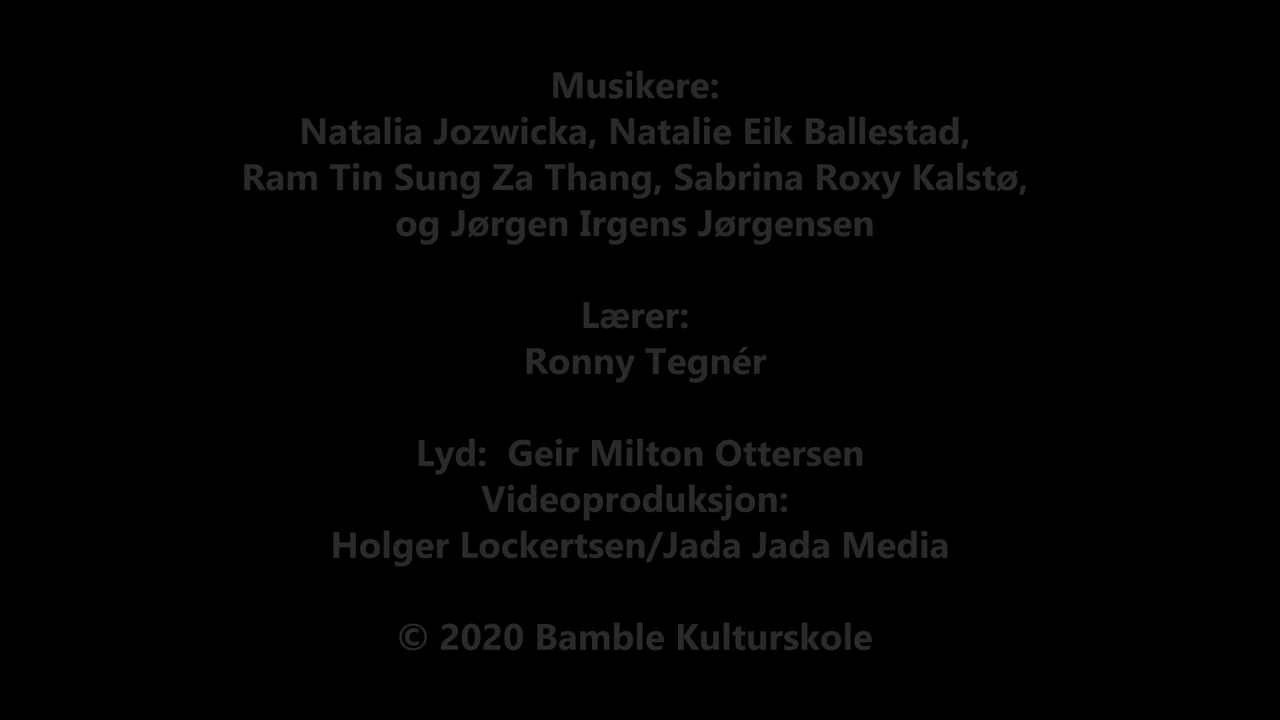 Musikere:
Natalia Jozwicka, Natalie Eik Ballestad,
Ram Tin Sung Za Thang, Sabrina Roxy Kalstø,
og Jørgen Irgens Jørgensen
Lærer:
Ronny Tegnér
Lyd:  Geir Milton Ottersen
Videoproduksjon:
Holger Lockertsen/Jada Jada Media
© 2020 Bamble Kulturskole